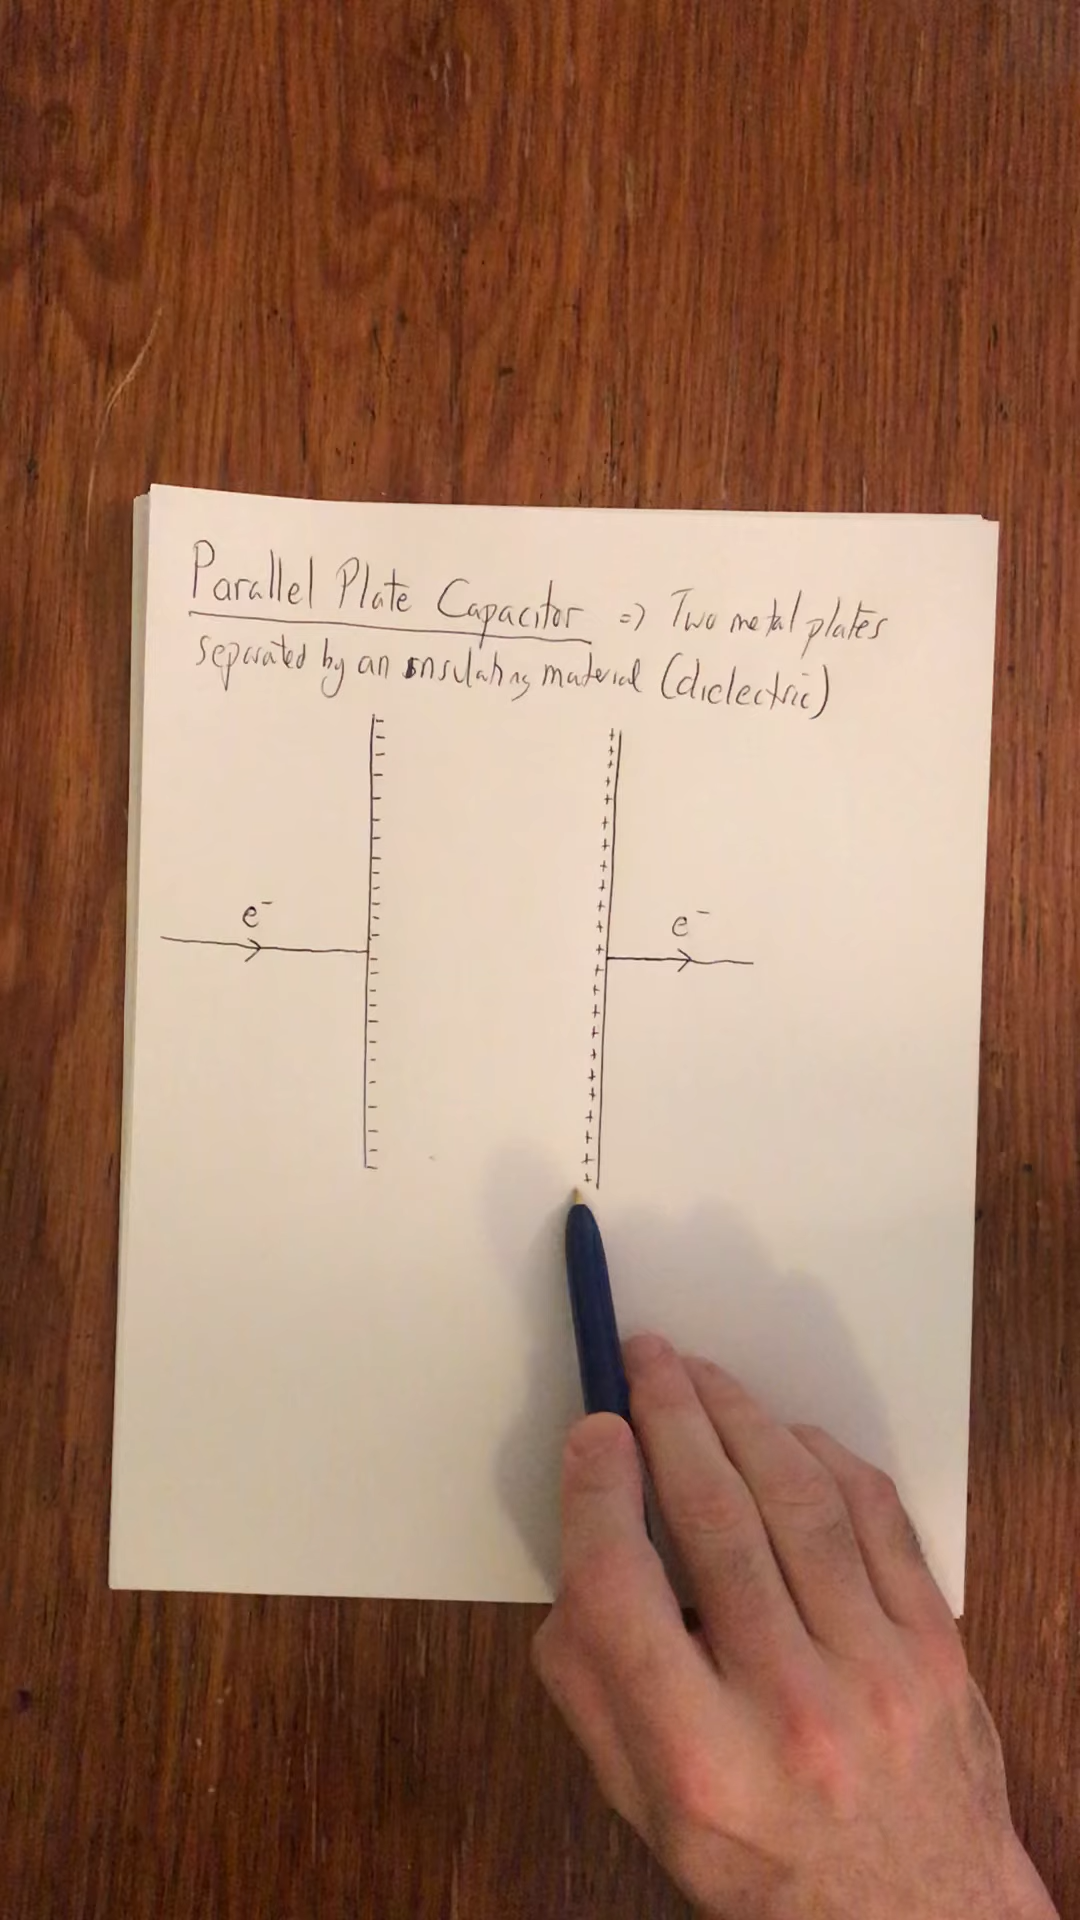 Parallel Plate Capacitor => Two metal plates
separated by an insulating material (dielectric)
e⁻ e⁻